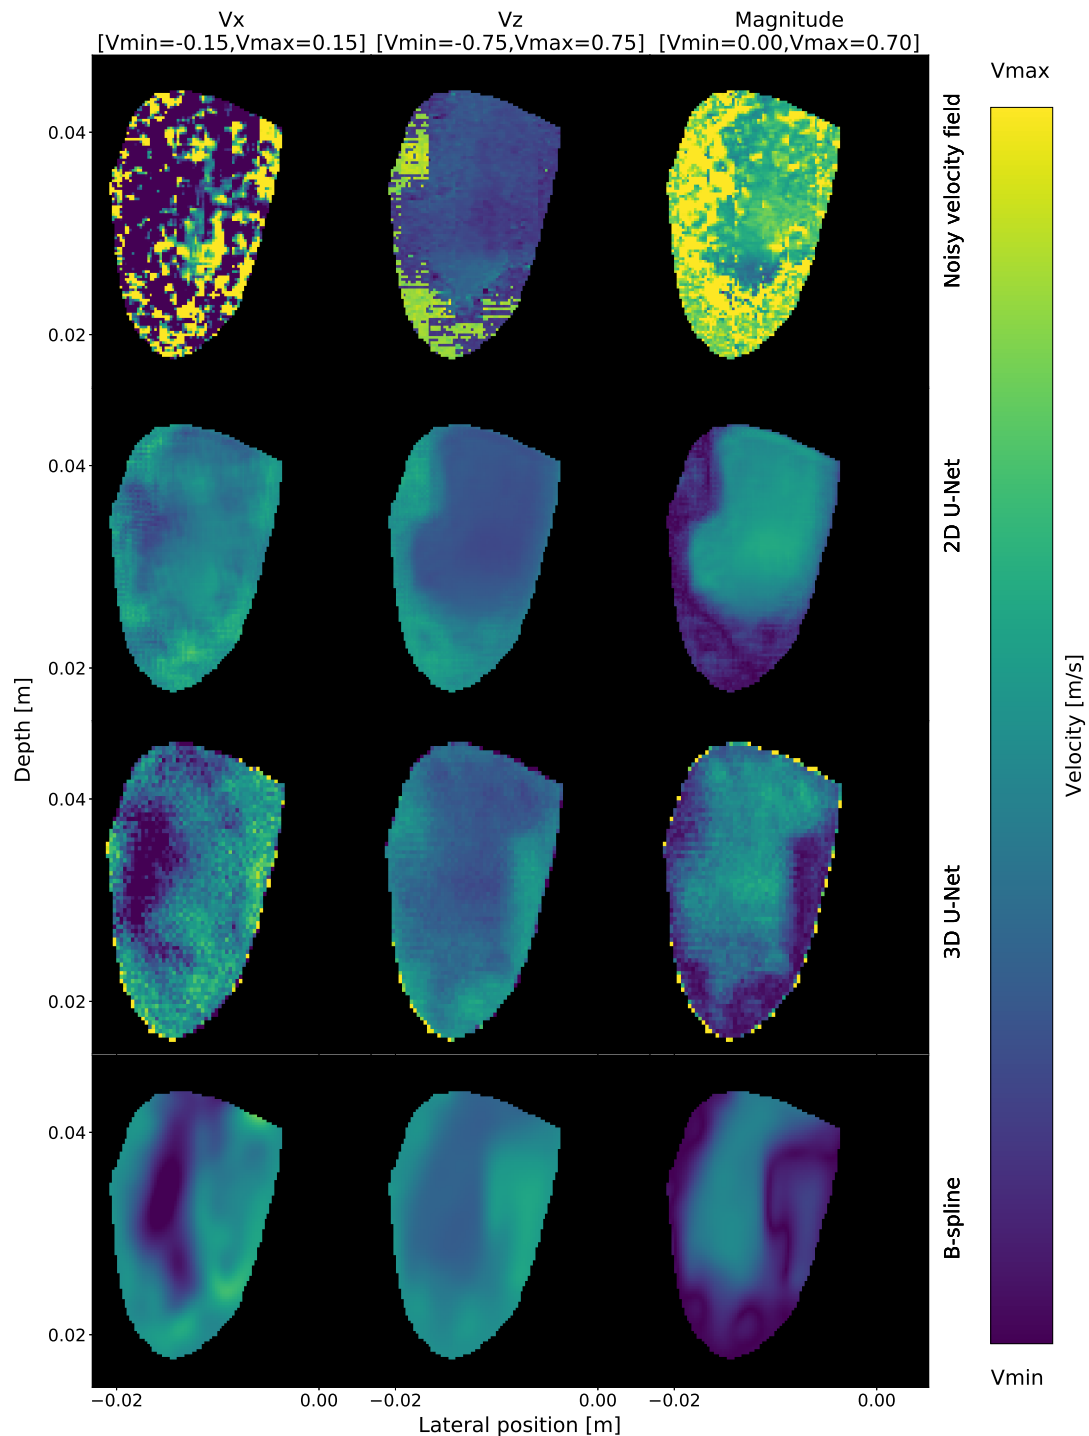 Vx
[Vmin=-0.15,Vmax=0.15]
Vz
[Vmin=-0.75,Vmax=0.75]
Magnitude
[Vmin=0.00,Vmax=0.70]
Vmax
0.04
0.02
Noisy velocity field
0.04
0.02
2D U-Net
Depth [m]
Velocity [m/s]
0.04
0.02
3D U-Net
0.04
0.02
B-spline
Vmin
−0.02 0.00 −0.02 0.00 −0.02 0.00
Lateral position [m]